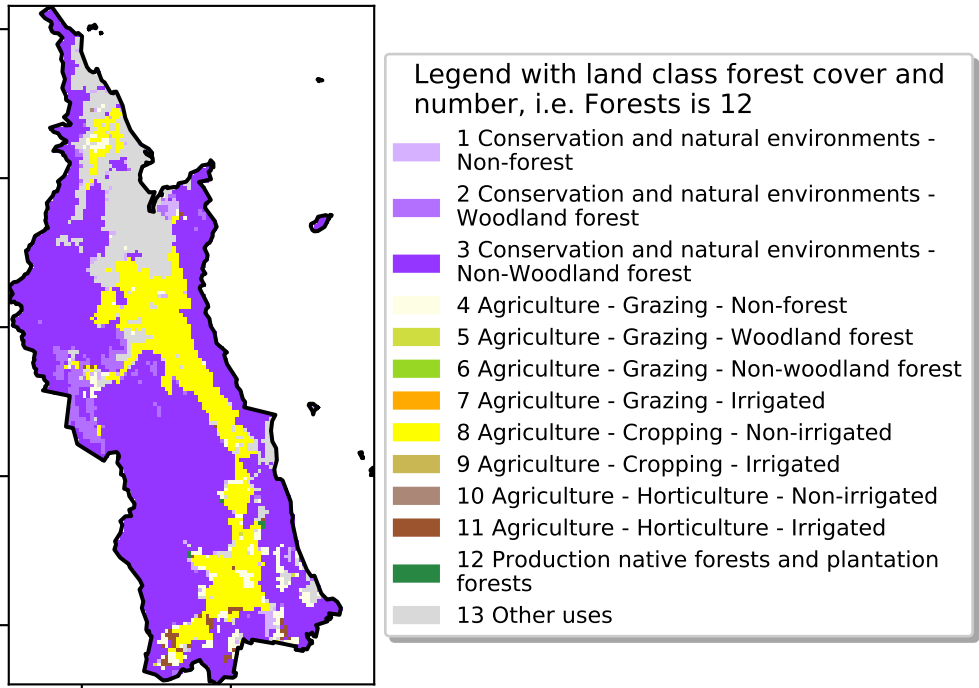 Legend with land class forest cover and
number, i.e. Forests is 12
1 Conservation and natural environments -
Non-forest
2 Conservation and natural environments -
Woodland forest
3 Conservation and natural environments -
Non-Woodland forest
4 Agriculture - Grazing - Non-forest
5 Agriculture - Grazing - Woodland forest
6 Agriculture - Grazing - Non-woodland forest
7 Agriculture - Grazing - Irrigated
8 Agriculture - Cropping - Non-irrigated
9 Agriculture - Cropping - Irrigated
10 Agriculture - Horticulture - Non-irrigated
11 Agriculture - Horticulture - Irrigated
12 Production native forests and plantation
forests
13 Other uses